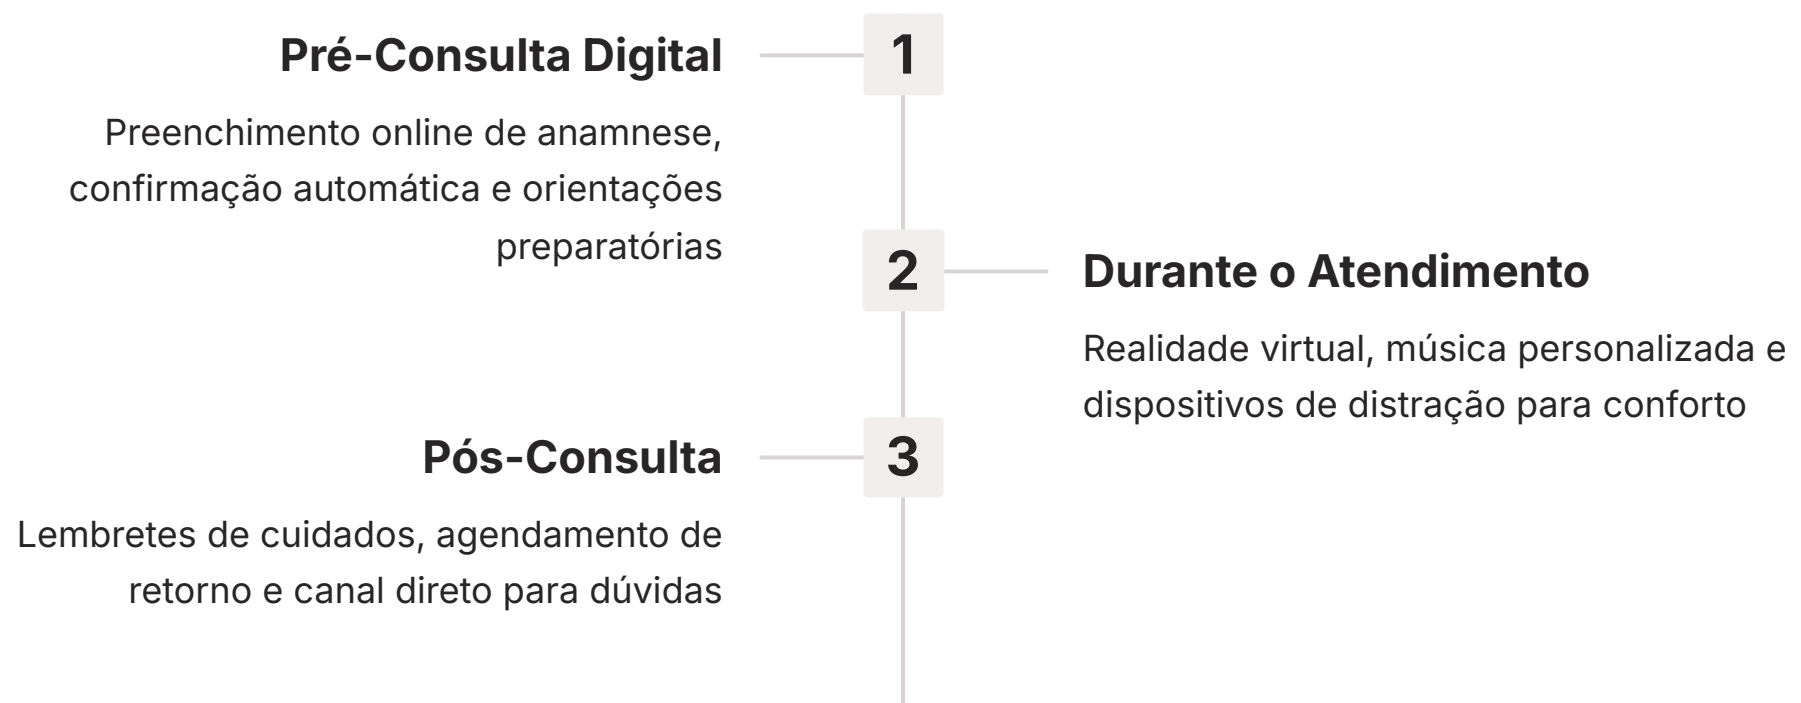 1
Pré-Consulta Digital
Preenchimento online de anamnese,
confirmação automática e orientações
preparatórias
2
Durante o Atendimento
Realidade virtual, música personalizada e
dispositivos de distração para conforto
3
Pós-Consulta
Lembretes de cuidados, agendamento de
retorno e canal direto para dúvidas